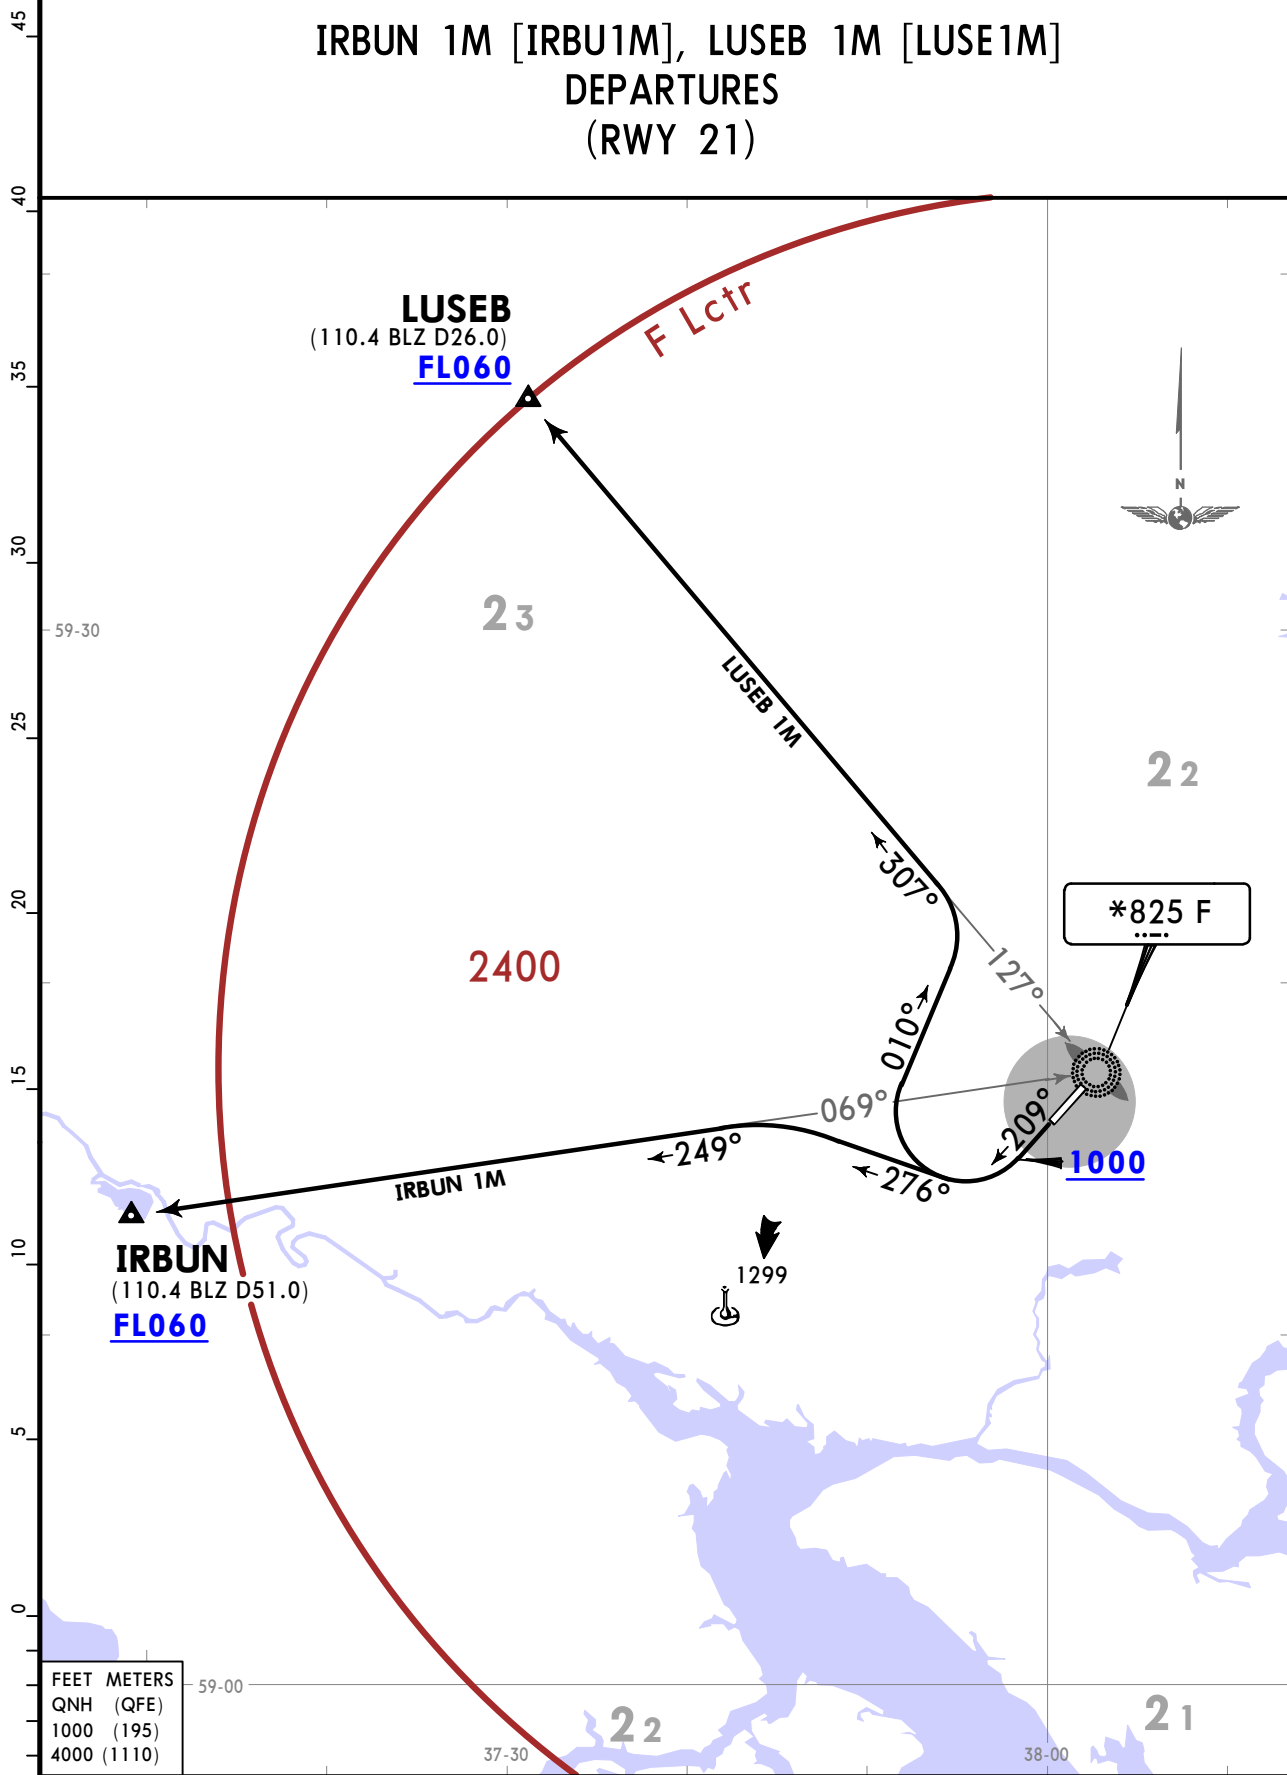 IRBUN 1M [IRBU1M], LUSEB 1M [LUSE1M]
DEPARTURES
(RWY 21)
45
40
35
30
25
20
15
10
5
0
LUSEB
(110.4 BLZ D26.0)
FL060
F Lctr
N
59-30
23
LUSEB 1M
22
307°
*825 F
127°
2400
010°
069°
209°
249°
1000
IRBUN 1M
276°
IRBUN
(110.4 BLZ D51.0)
FL060
1299
FEET METERS
QNH (QFE)
1000 (195)
4000 (1110)
59-00
22
21
37-30
38-00